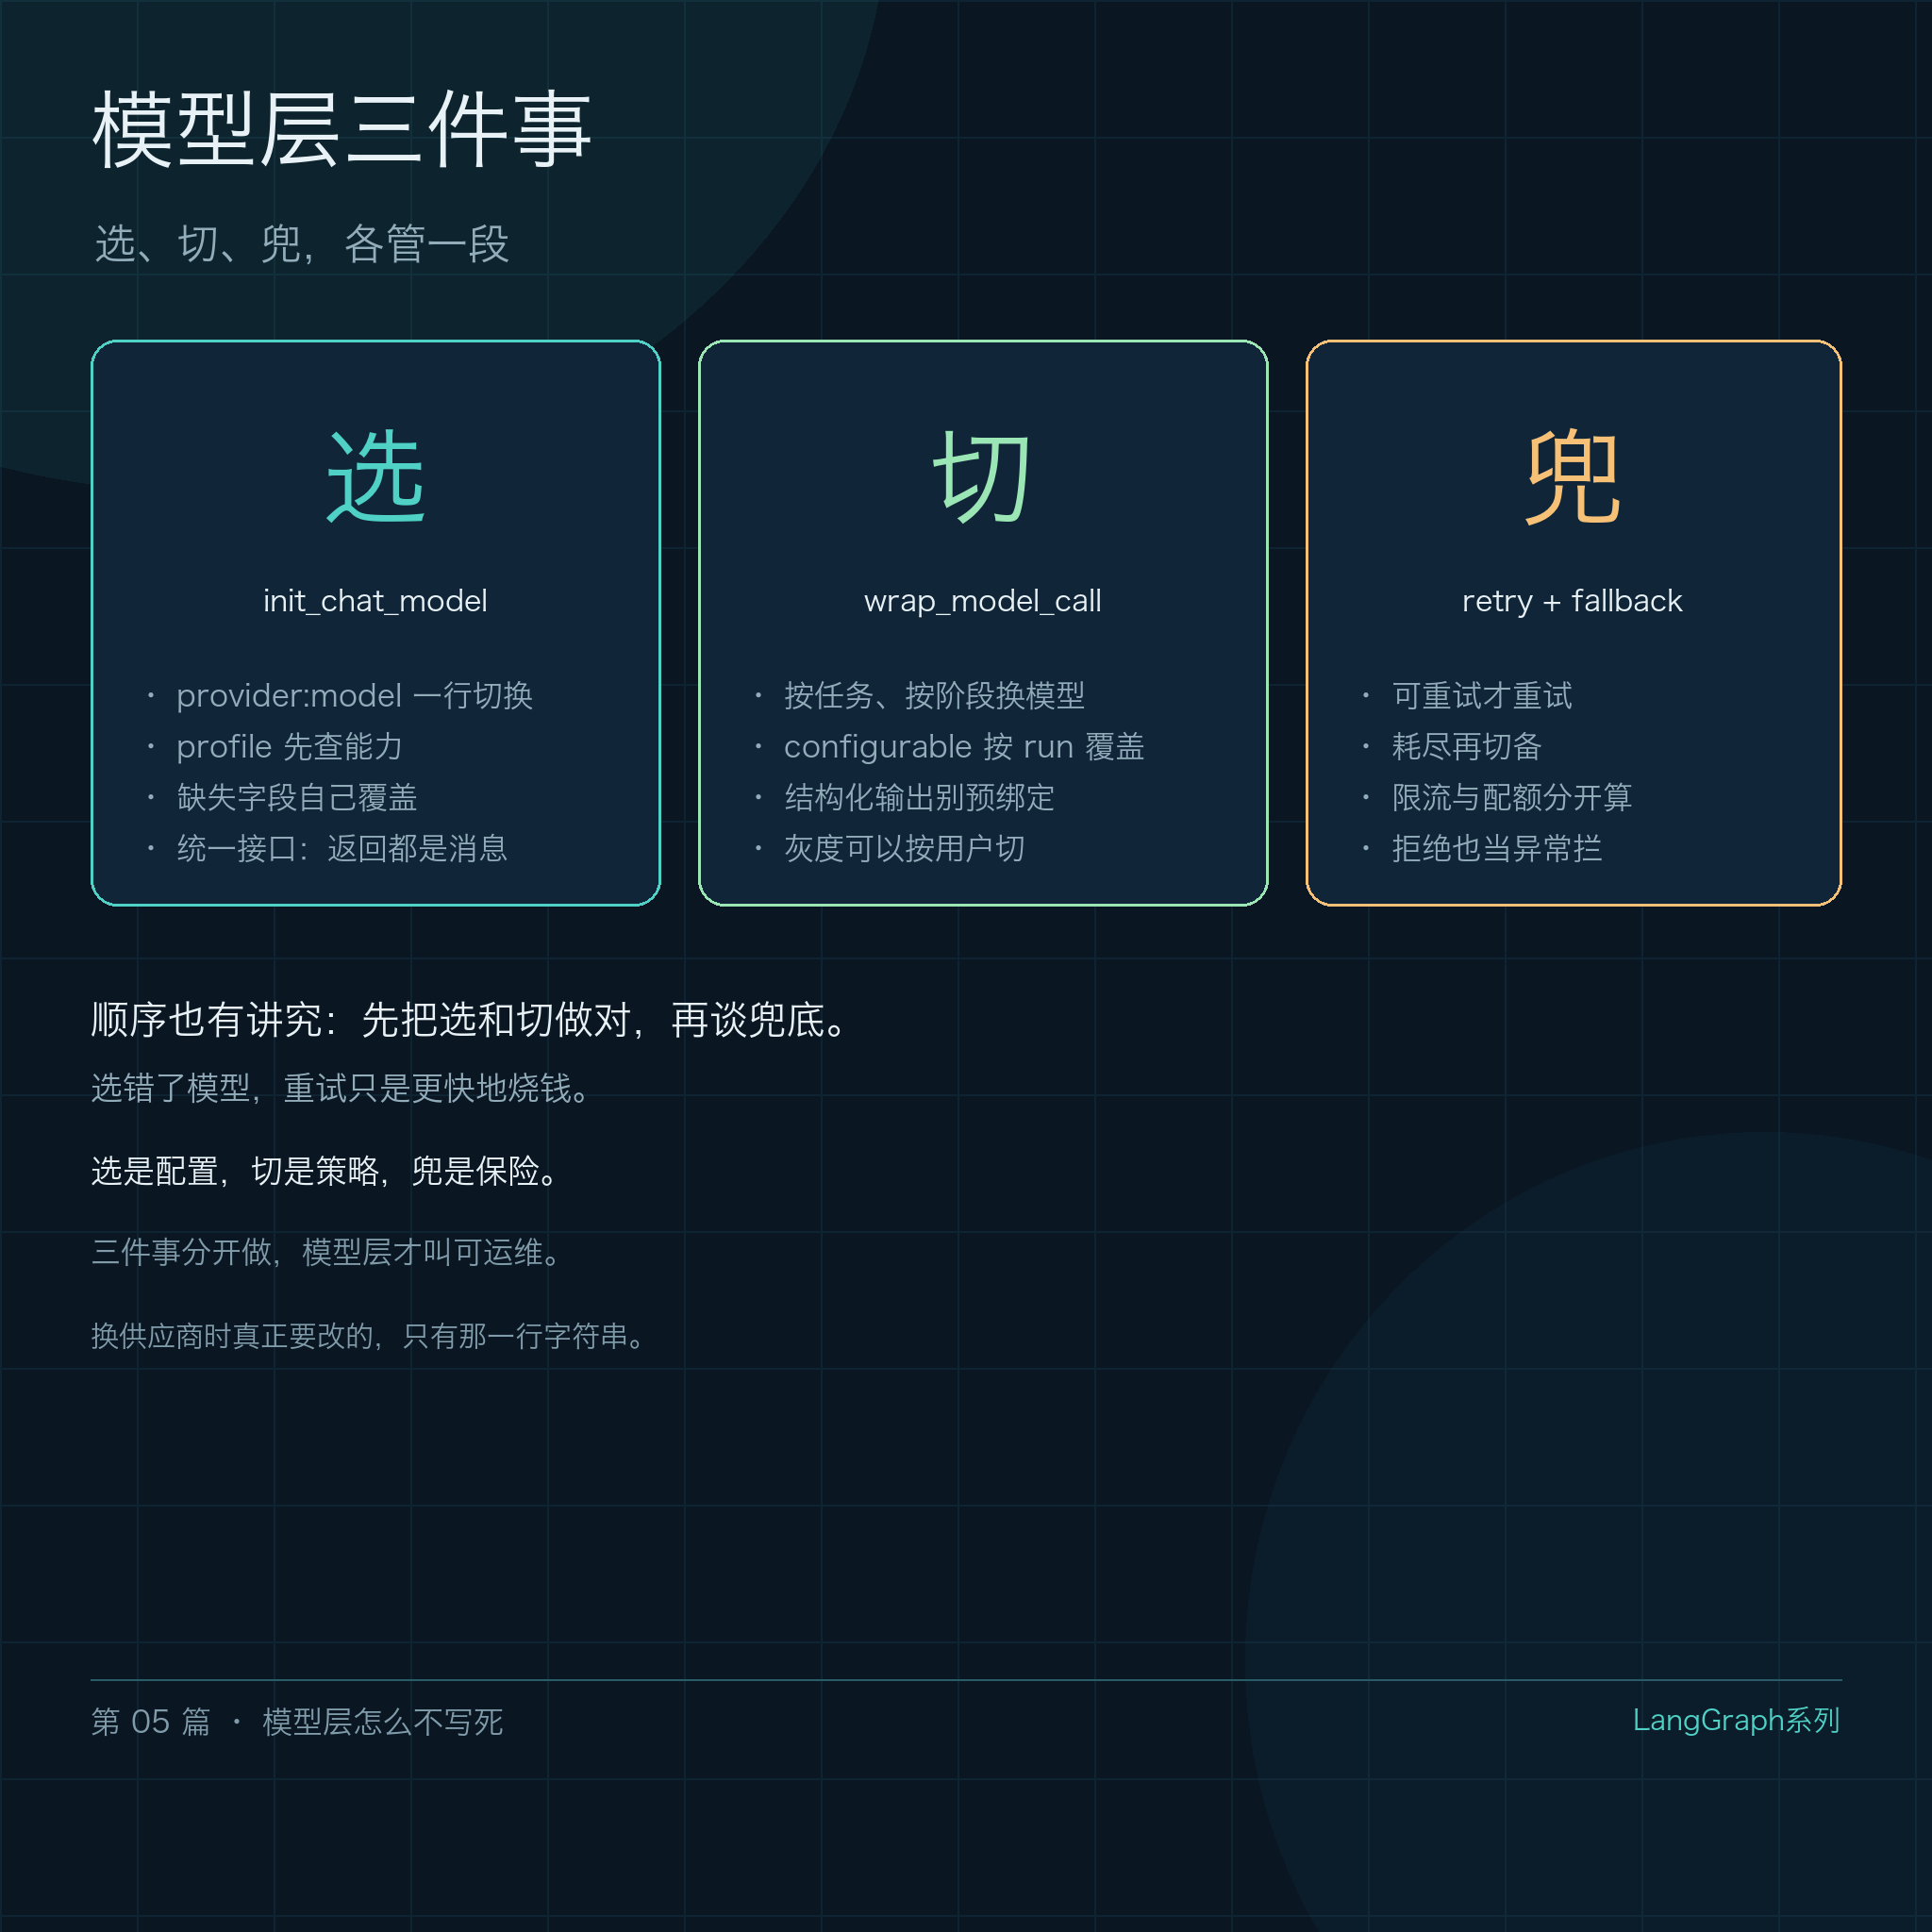 模型层三件事
选、切、兜，各管一段
选
init_chat_model
· provider:model 一行切换
· profile 先查能力
· 缺失字段自己覆盖
· 统一接口：返回都是消息
切
wrap_model_call
· 按任务、按阶段换模型
· configurable 按 run 覆盖
· 结构化输出别预绑定
· 灰度可以按用户切
兜
retry + fallback
· 可重试才重试
· 耗尽再切备
· 限流与配额分开算
· 拒绝也当异常拦
顺序也有讲究：先把选和切做对，再谈兜底。
选错了模型，重试只是更快地烧钱。
选是配置，切是策略，兜是保险。
三件事分开做，模型层才叫可运维。
换供应商时真正要改的，只有那一行字符串。
第 05 篇 · 模型层怎么不写死
LangGraph系列